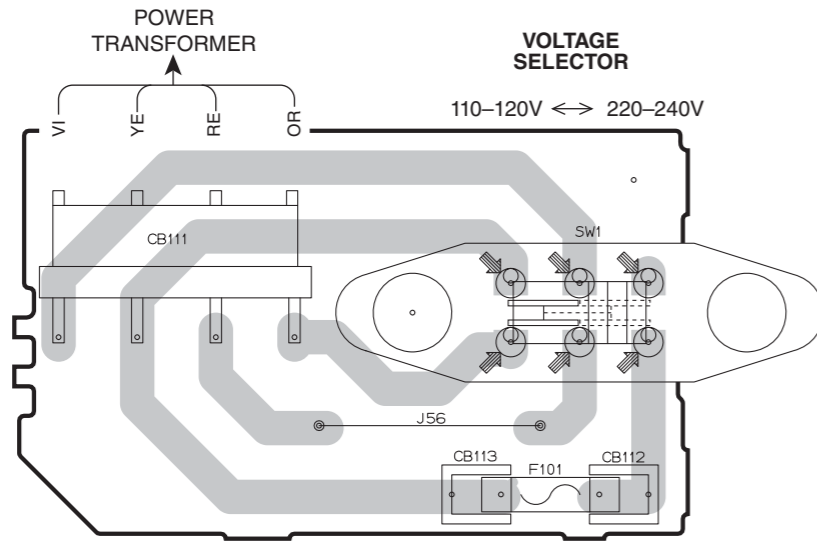 POWER
TRANSFORMER
VOLTAGE
SELECTOR
110–120V ↔ 220–240V
VI
YE
RE
OR
CB111
SW1
J56
CB113
F101
CB112